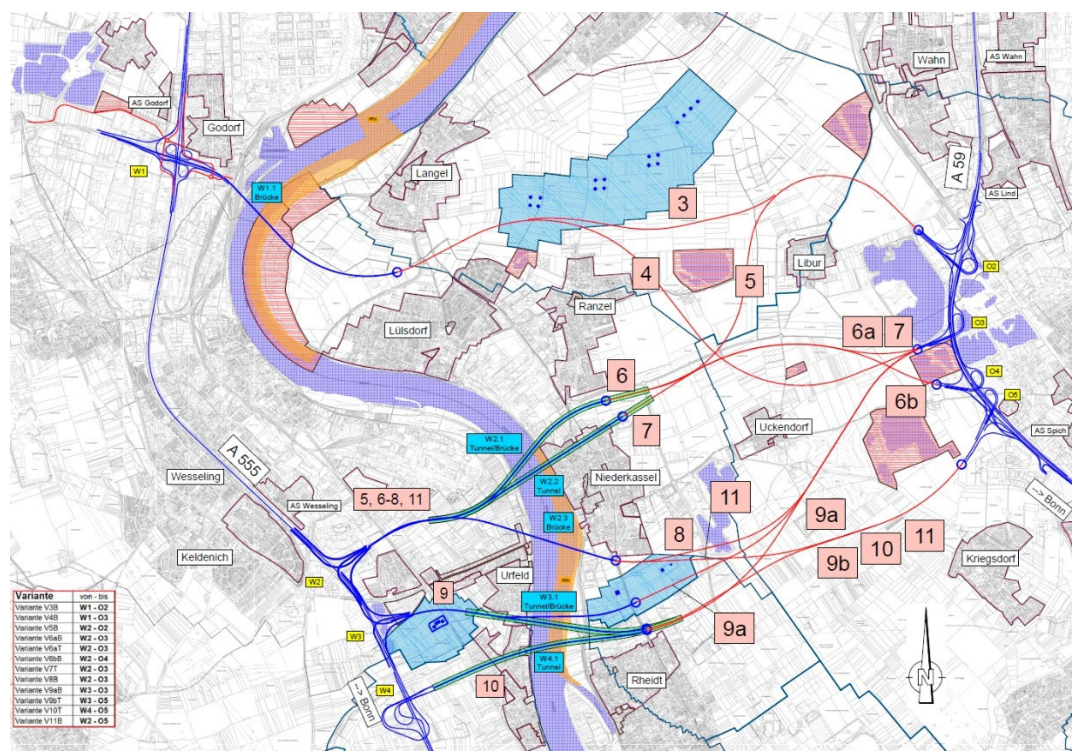 AS Godorf
Godorf
W1
W1.1
Brücke
Langel
3
Wahn
AS Wahn
A 59
AS Lind
Libur
O2
4
5
Ranzel
Lülsdorf
6a
7
O3
O4
O5
6b
6
7
Uckendorf
AS Spich
--> Bonn
W2.1
Tunnel/Brücke
W2.2
Tunnel
W2.3
Brücke
Niederkassel
A 555
Wesseling
AS Wesseling
5, 6-8, 11
Keldenich
W2
11
8
9a
9b
10
11
Kriegsdorf
Urfeld
9
W3.1
Tunnel/Brücke
W3
9a
W4.1
Tunnel
Rheidt
W4
10
--> Bonn
N
Variante von - bis
Variante V3B W1 - O2
Variante V4B W1 - O3
Variante V5B W2 - O2
Variante V6aB W2 - O3
Variante V6aT W2 - O3
Variante V6bB W2 - O4
Variante V7T W2 - O3
Variante V8B W2 - O3
Variante V9aB W3 - O3
Variante V9bT W3 - O5
Variante V10T W4 - O5
Variante V11B W2 - O5